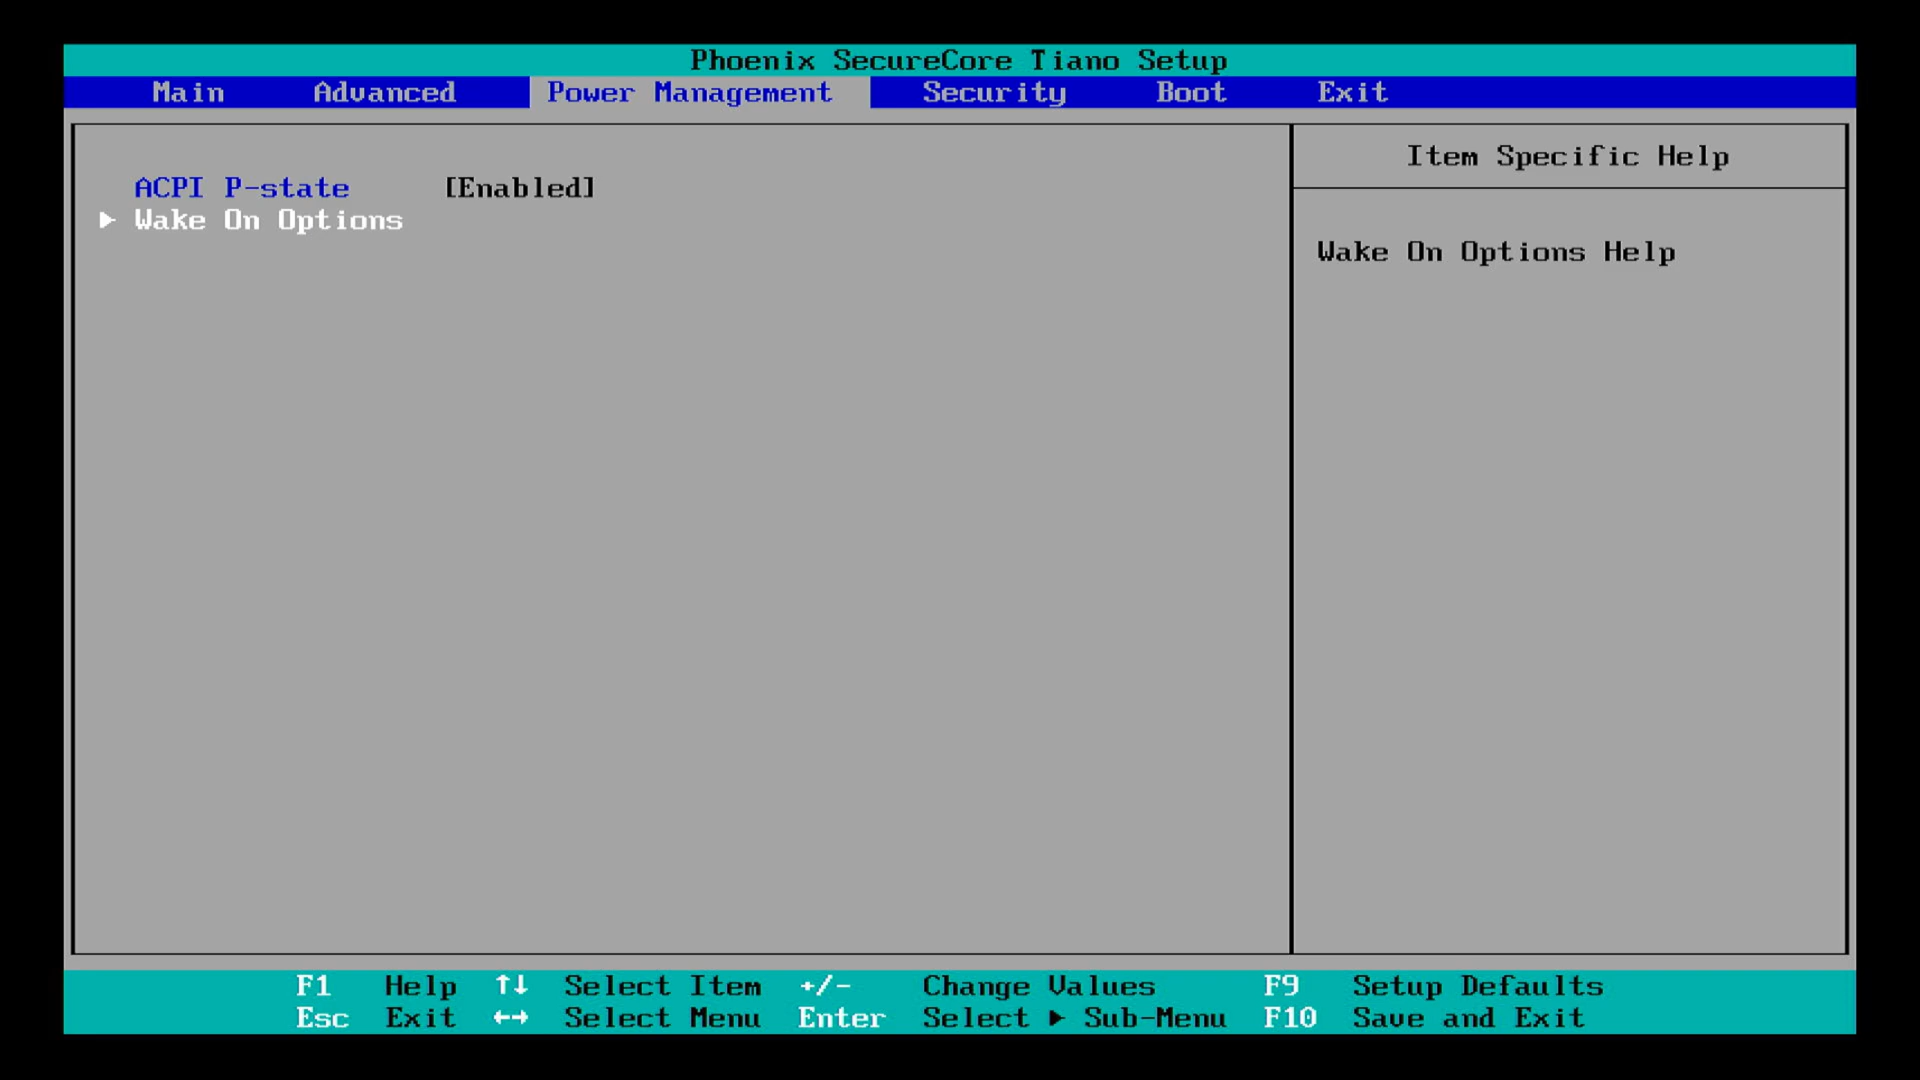 Phoenix SecureCore Tiano Setup
Main Advanced Power Management Security Boot Exit
Item Specific Help
ACPI P-state [Enabled]
▶ Wake On Options
Wake On Options Help
F1 Help ↑↓ Select Item +/- Change Values F9 Setup Defaults
Esc Exit ↔ Select Menu Enter Select ▶ Sub-Menu F10 Save and Exit